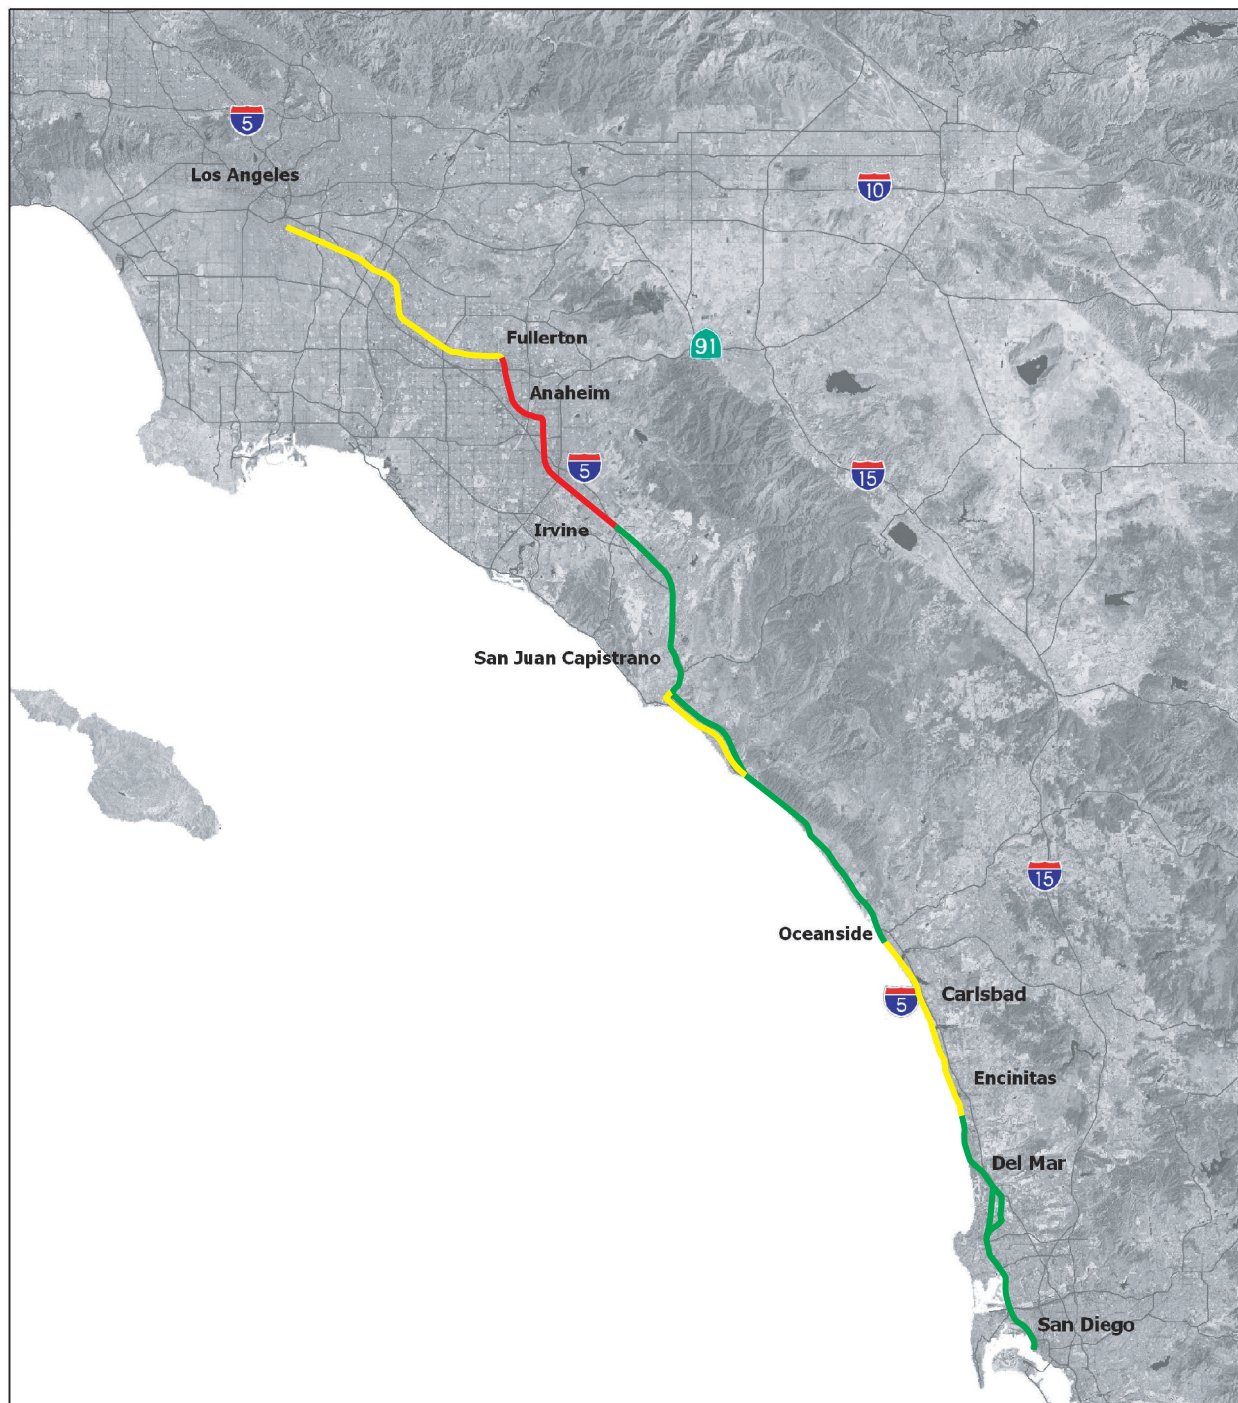 5
Los Angeles
10
Fullerton
91
Anaheim
5
15
Irvine
San Juan Capistrano
15
Oceanside
5
Carlsbad
Encinitas
Del Mar
San Diego